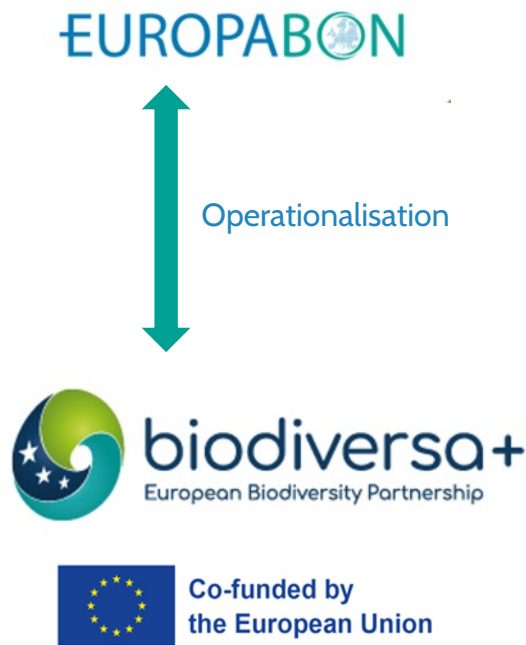 EUROPABON
Operationalisation
biodiversa+
European Biodiversity Partnership
Co-funded by
the European Union